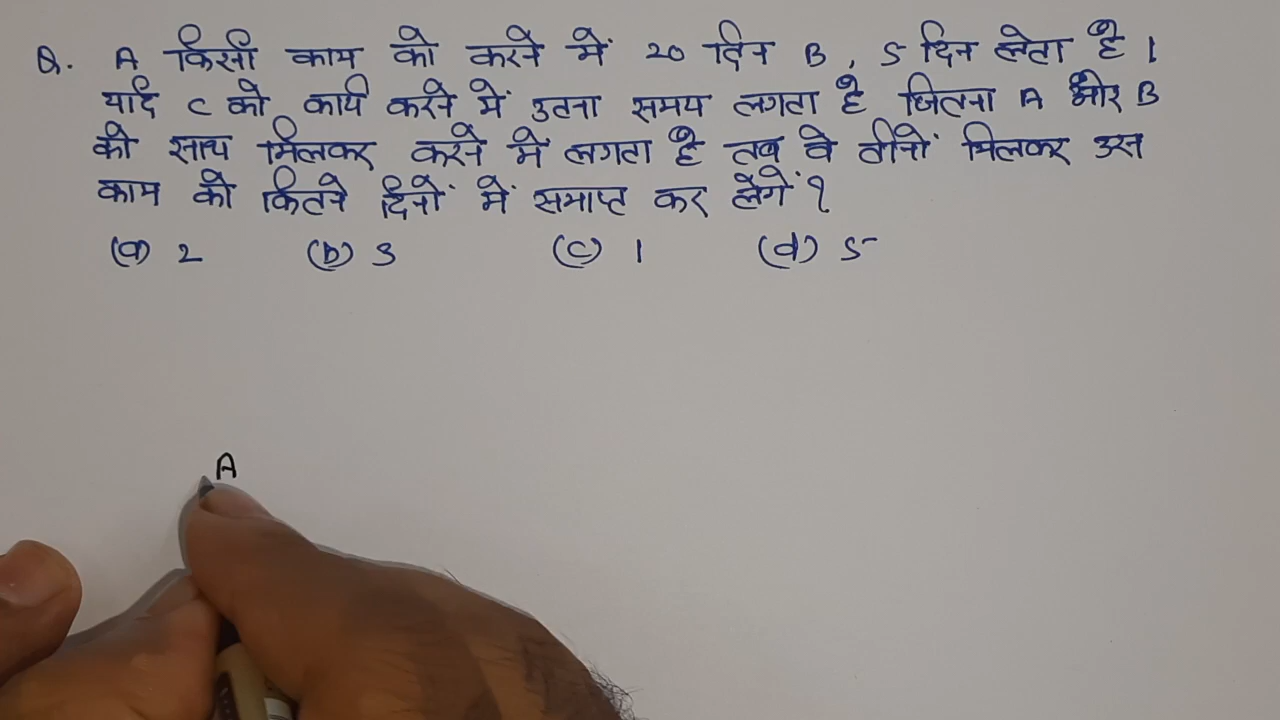 Q. A किसी काम को करने में 20 दिन B, 5 दिन लेता है।
यदि C को कार्य करने में उतना समय लगता है जितना A और B
को साथ मिलकर करने में लगता है तब वे तीनों मिलकर उस
काम को कितने दिनों में समाप्त कर लेगें ?
(a) 2 (b) 3 (c) 1 (d) 5
A